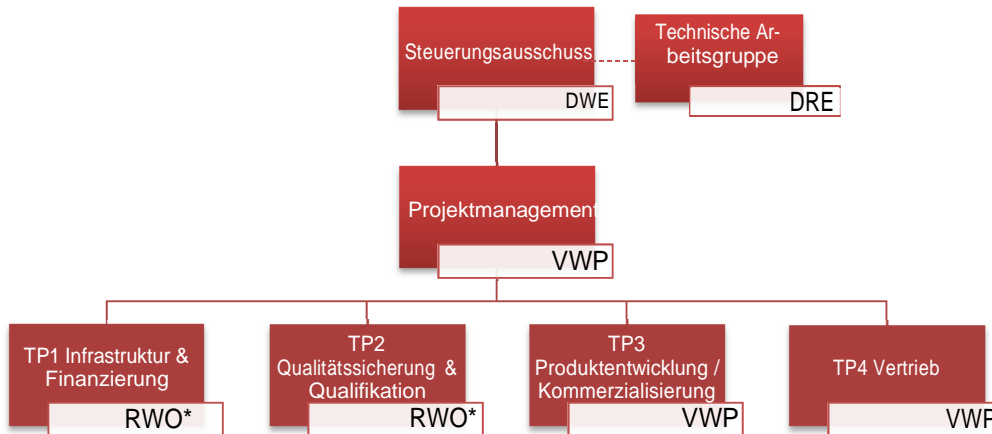 Steuerungsausschuss
DWE
Technische Ar-
beitsgruppe
DRE
Projektmanagement
VWP
TP1 Infrastruktur &
Finanzierung
RWO*
TP2
Qualitätssicherung &
Qualifikation
RWO*
TP3
Produktentwicklung /
Kommerzialisierung
VWP
TP4 Vertrieb
VWP